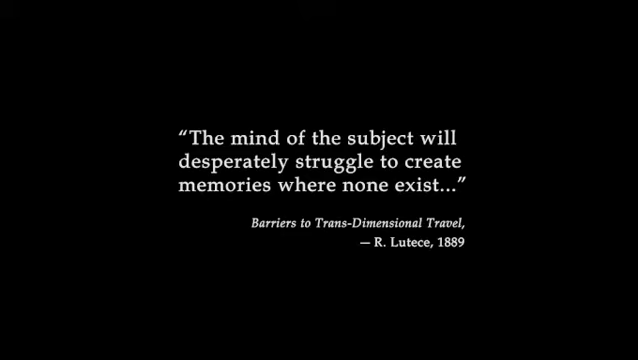 “The mind of the subject will
desperately struggle to create
memories where none exist...”
Barriers to Trans-Dimensional Travel,
— R. Lutece, 1889